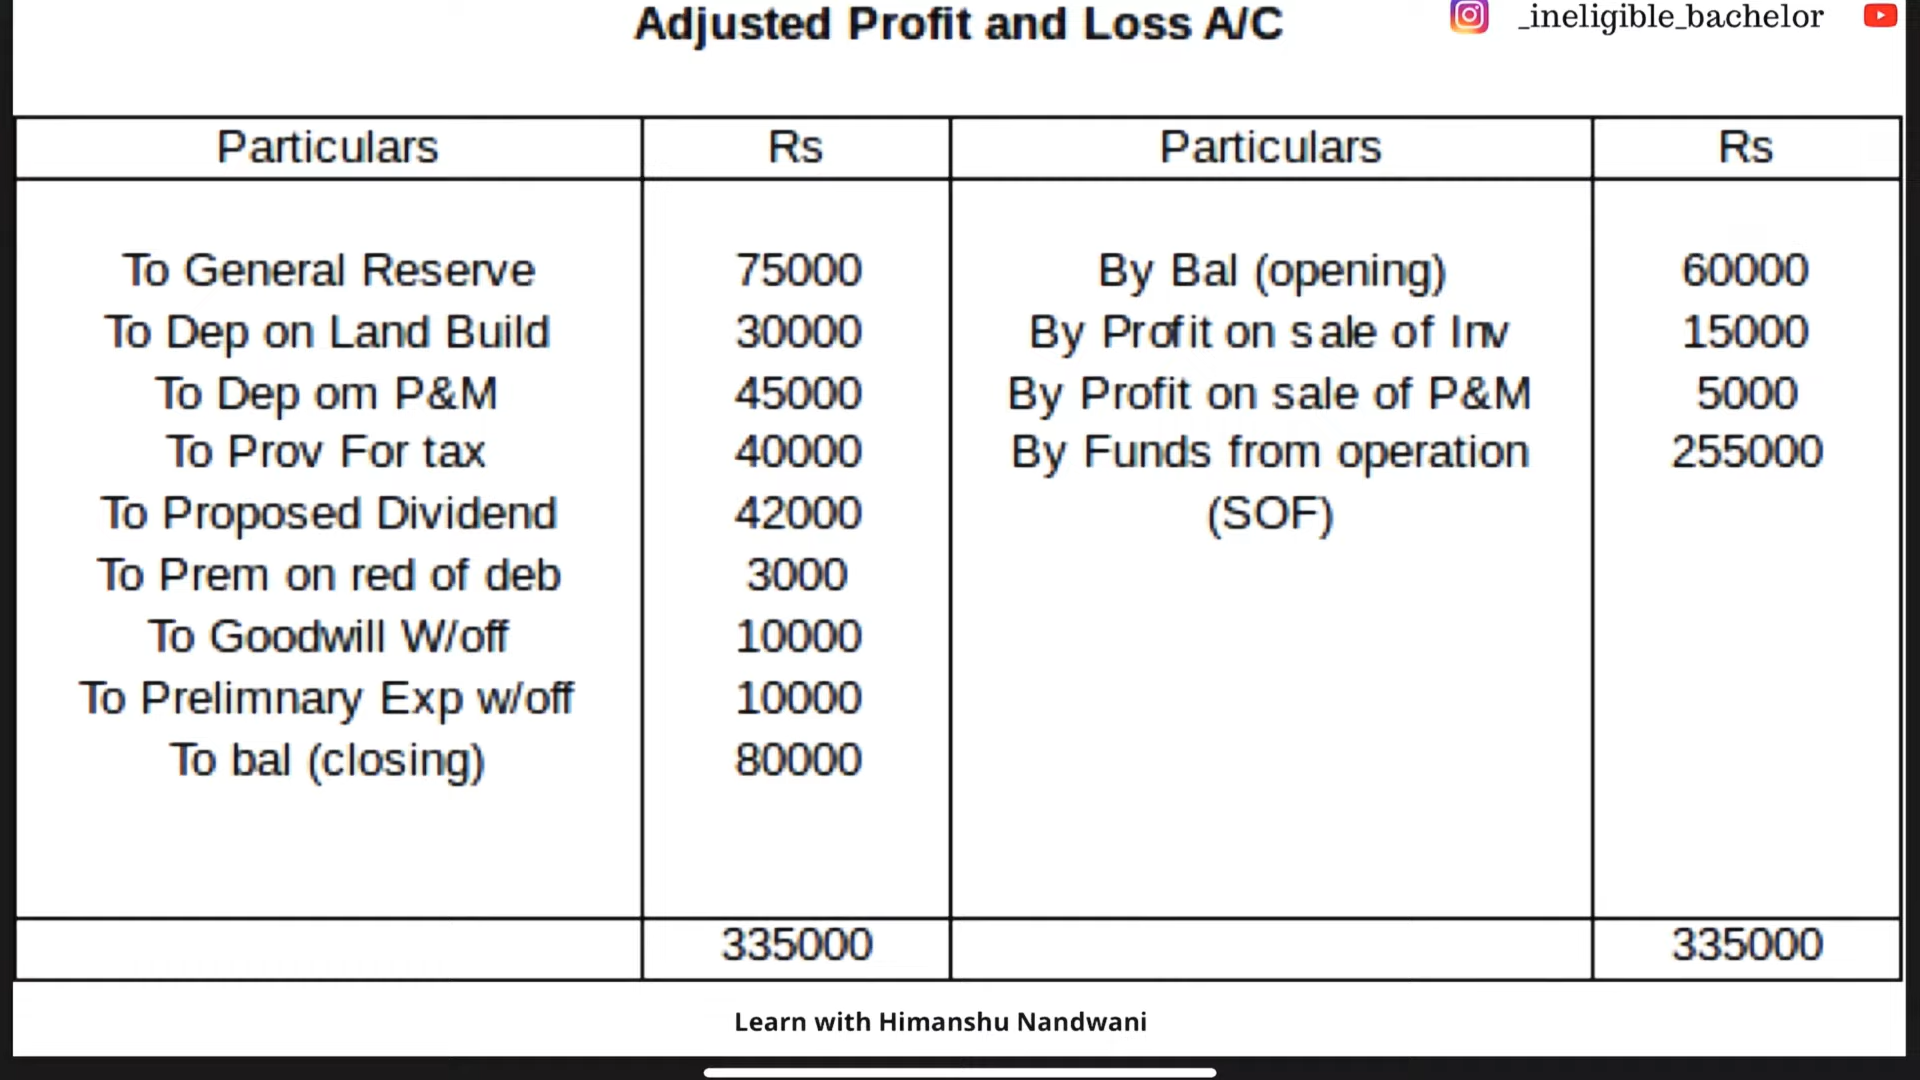 Adjusted Profit and Loss A/C
_ineligible_bachelor
Particulars Rs Particulars Rs
To General Reserve 75000 By Bal (opening) 60000
To Dep on Land Build 30000 By Profit on sale of Inv 15000
To Dep om P&M 45000 By Profit on sale of P&M 5000
To Prov For tax 40000 By Funds from operation 255000
To Proposed Dividend 42000 (SOF)
To Prem on red of deb 3000
To Goodwill W/off 10000
To Prelimnary Exp w/off 10000
To bal (closing) 80000
335000 335000
Learn with Himanshu Nandwani